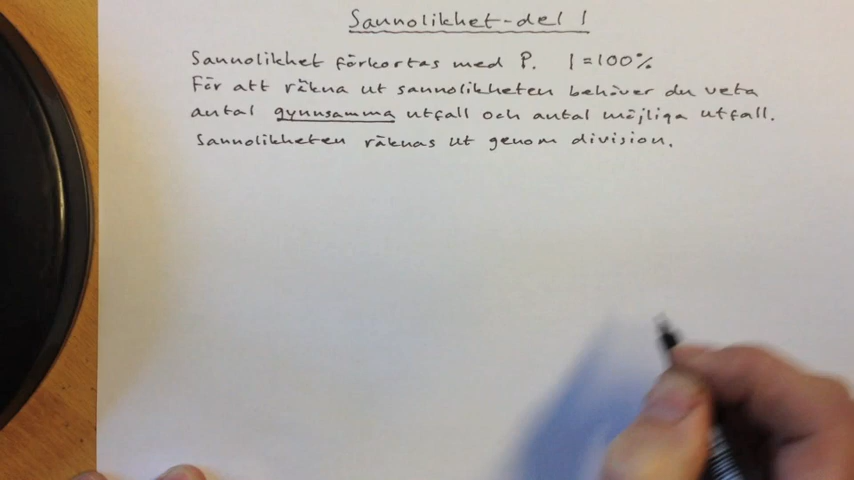 Sannolikhet-del 1
Sannolikhet förkortas med P. 1=100%
För att räkna ut sannolikheten behöver du veta
antal gynnsamma utfall och antal möjliga utfall.
Sannolikheten räknas ut genom division.